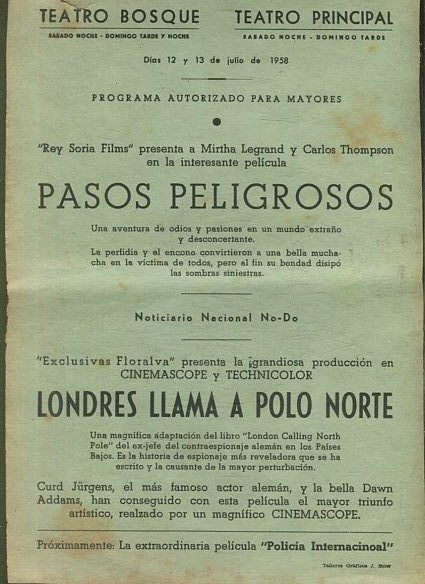 TEATRO BOSQUE TEATRO PRINCIPAL
SABADO NOCHE - DOMINGO TARDE Y NOCHE SABADO NOCHE - DOMINGO TARDE
Días 12 y 13 de julio de 1958
PROGRAMA AUTORIZADO PARA MAYORES
"Rey Soria Films" presenta a Mirtha Legrand y Carlos Thompson
en la interesante película
PASOS PELIGROSOS
Una aventura de odios y pasiones en un mundo extraño
y desconcertante.
La perfidia y el encono convirtieron a una bella mucha-
cha en la víctima de todos, pero al fin su bondad disipó
las sombras siniestras.
Noticiario Nacional No-Do
"Exclusivas Floralva" presenta la ¡grandiosa producción en
CINEMASCOPE y TECHNICOLOR
LONDRES LLAMA A POLO NORTE
Una magnífica adaptación del libro "London Calling North
Pole" del ex-jefe del contraespionaje alemán en los Países
Bajos. Es la historia de espionaje más reveladora que se ha
escrito y la causante de la mayor perturbación.
Curd Jürgens, el más famoso actor alemán, y la bella Dawn
Addams, han conseguido con esta película el mayor triunfo
artístico, realzado por un magnífico CINEMASCOPE.
Próximamente: La extraordinaria película "Policía Internacinoal"
Talleres Gráficos J. Soler